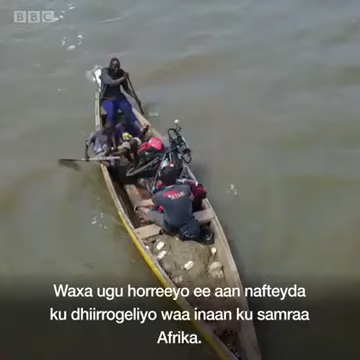 BBC
Waxa ugu horreeyo ee aan nafteyda
ku dhiirrogeliyo waa inaan ku samraa
Afrika.